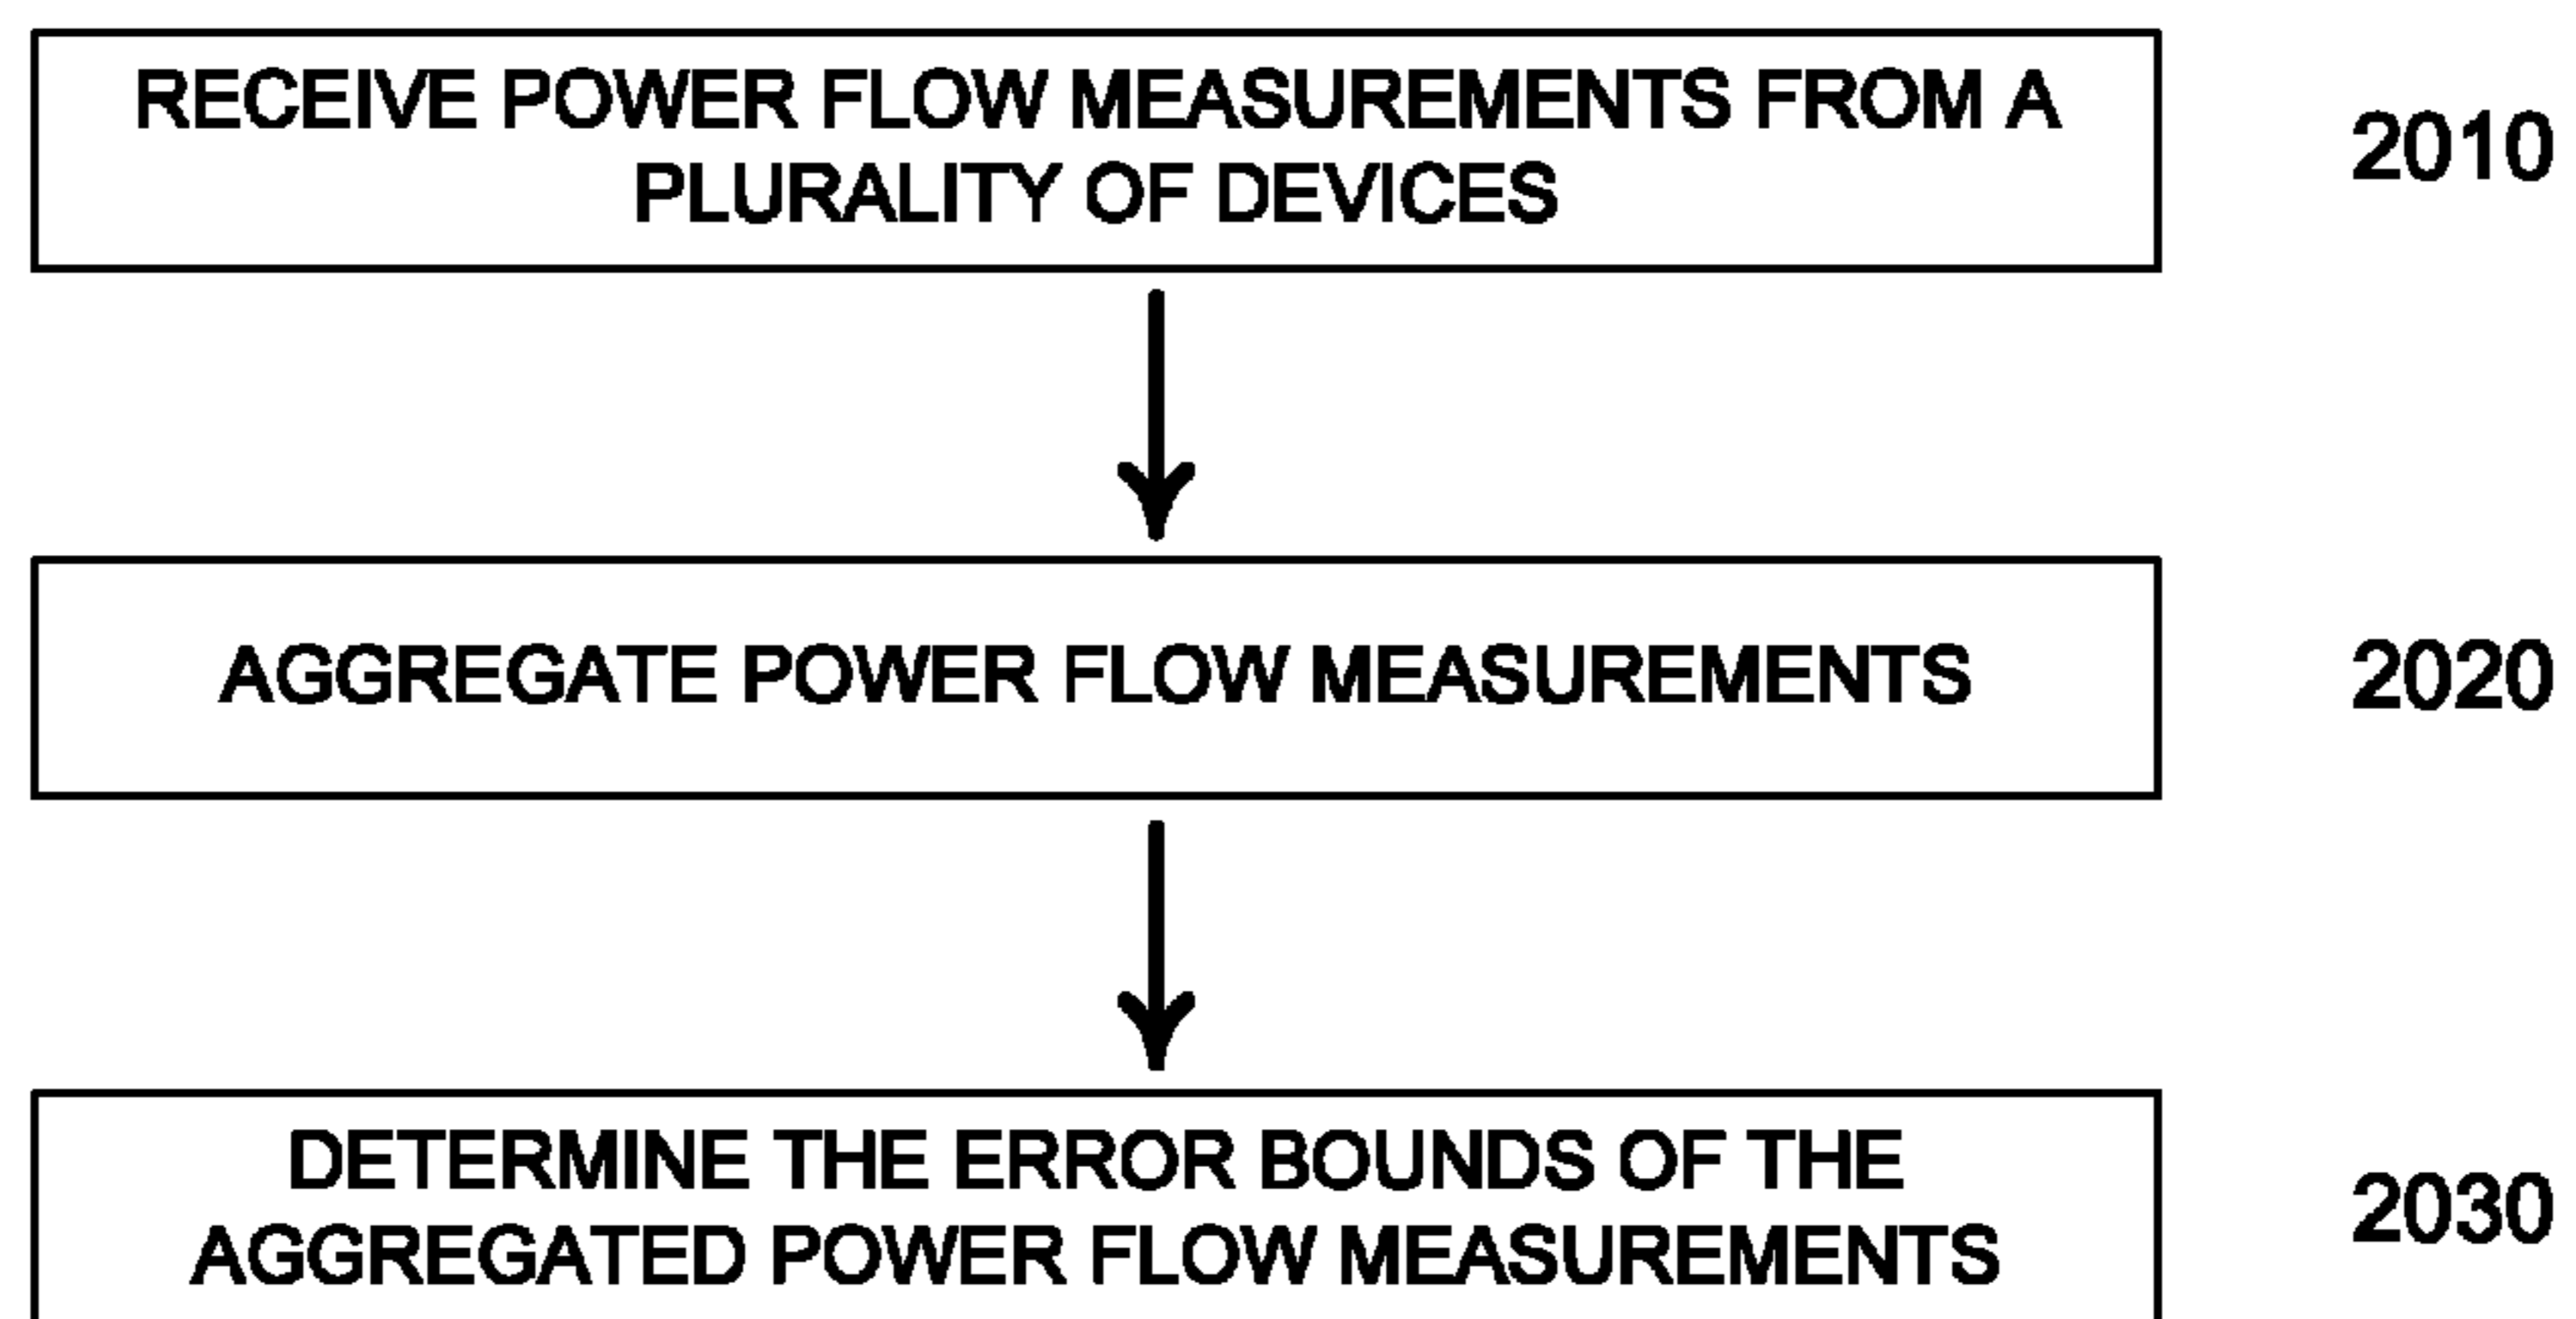 RECEIVE POWER FLOW MEASUREMENTS FROM A
PLURALITY OF DEVICES
2010
AGGREGATE POWER FLOW MEASUREMENTS
2020
DETERMINE THE ERROR BOUNDS OF THE
AGGREGATED POWER FLOW MEASUREMENTS
2030